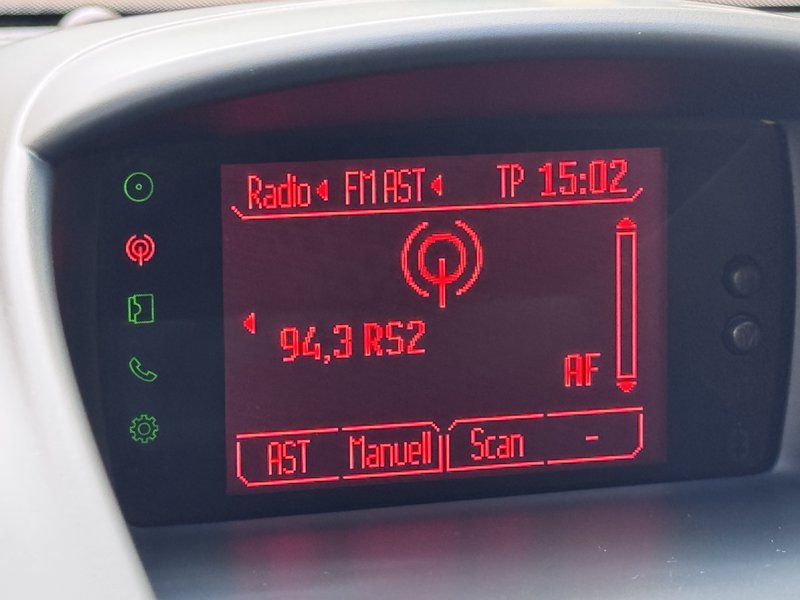 Radio FM AST TP 15:02
94,3 RS2
AF
AST Manuell Scan -